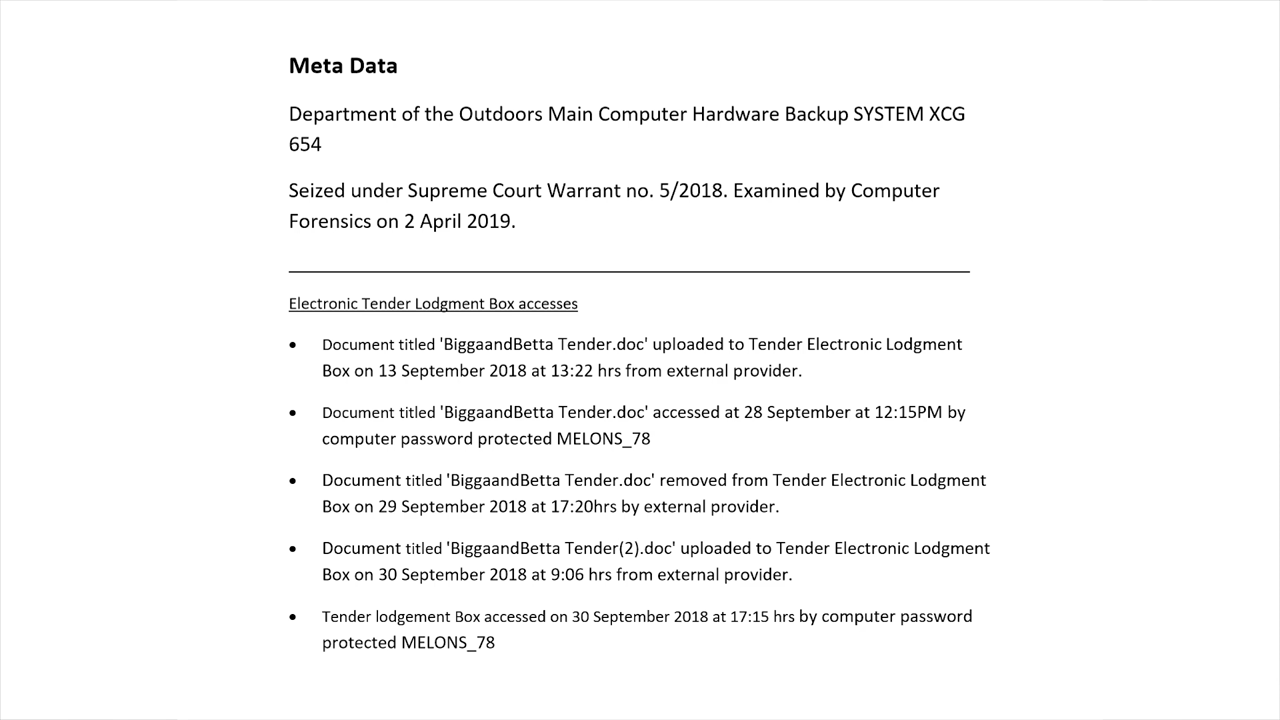 Meta Data
Department of the Outdoors Main Computer Hardware Backup SYSTEM XCG
654
Seized under Supreme Court Warrant no. 5/2018. Examined by Computer
Forensics on 2 April 2019.
Electronic Tender Lodgment Box accesses
• Document titled 'BiggaandBetta Tender.doc' uploaded to Tender Electronic Lodgment
Box on 13 September 2018 at 13:22 hrs from external provider.
• Document titled 'BiggaandBetta Tender.doc' accessed at 28 September at 12:15PM by
computer password protected MELONS_78
• Document titled 'BiggaandBetta Tender.doc' removed from Tender Electronic Lodgment
Box on 29 September 2018 at 17:20hrs by external provider.
• Document titled 'BiggaandBetta Tender(2).doc' uploaded to Tender Electronic Lodgment
Box on 30 September 2018 at 9:06 hrs from external provider.
• Tender lodgement Box accessed on 30 September 2018 at 17:15 hrs by computer password
protected MELONS_78